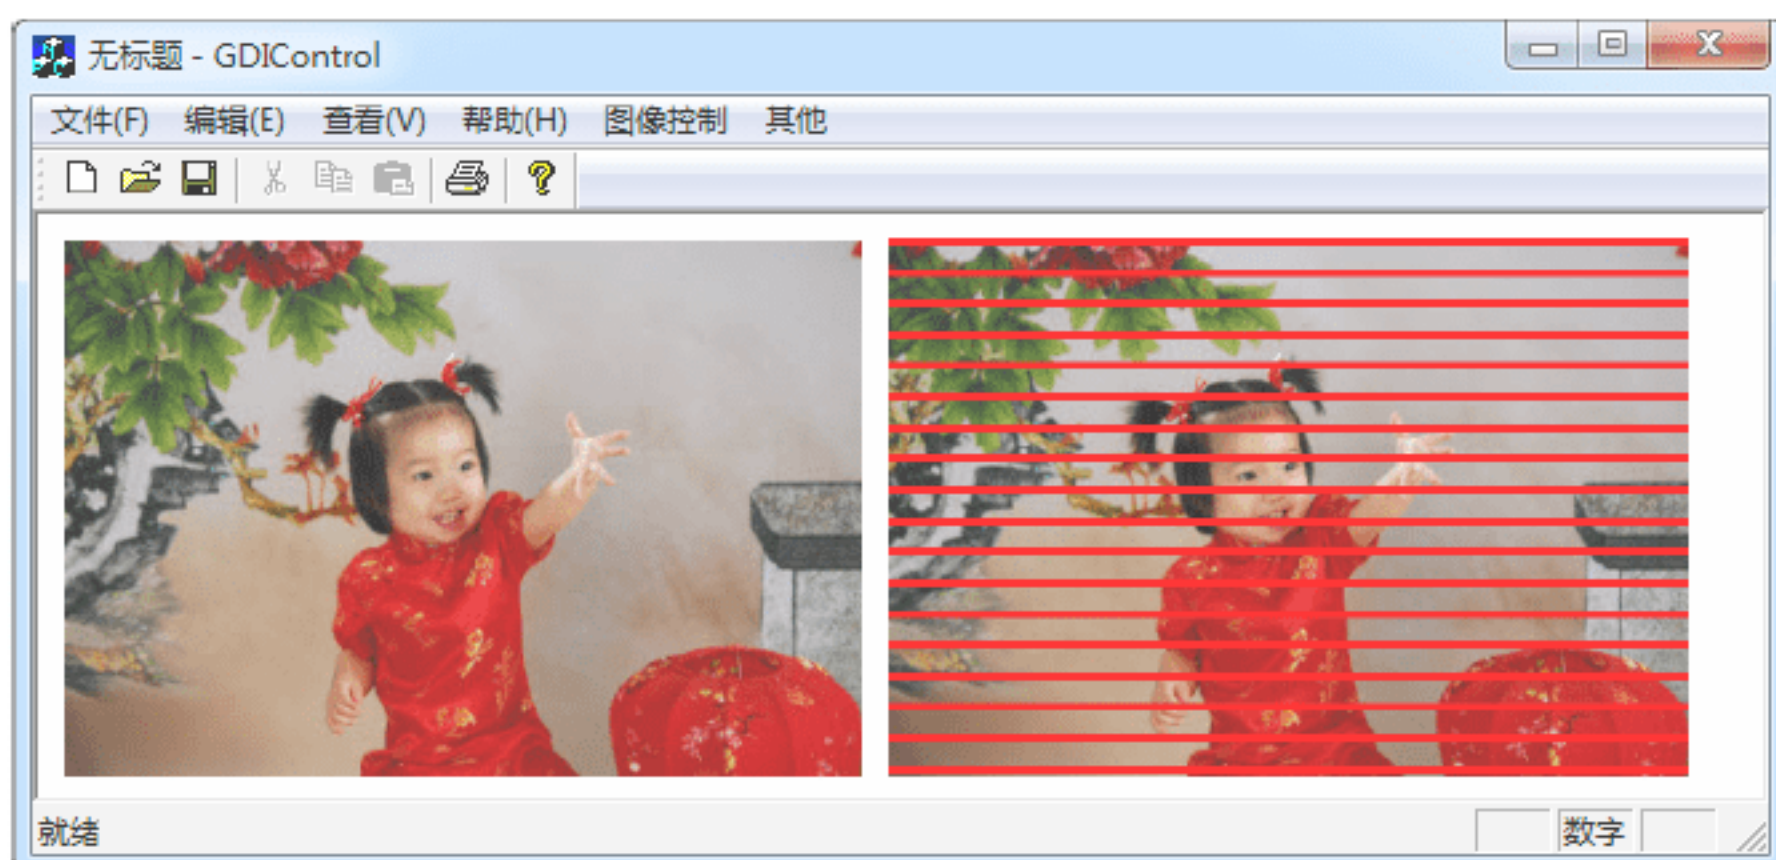 无标题 - GDIControl
文件(F) 编辑(E) 查看(V) 帮助(H) 图像控制 其他
就绪
数字